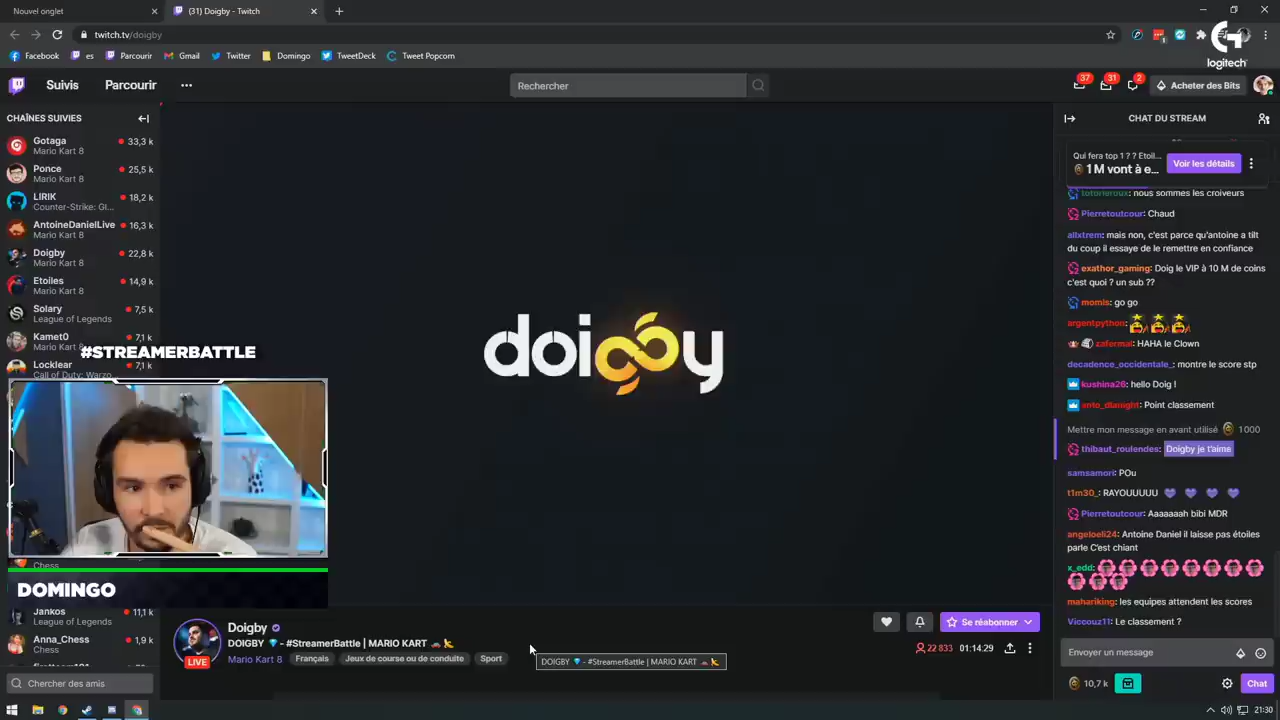 Nouvel onglet
(31) Doigby - Twitch
twitch.tv/doigby
Facebook
es
Parcourir
Gmail
Twitter
Domingo
TweetDeck
Tweet Popcorn
logitech
Suivis
Parcourir
Rechercher
37
31
2
Acheter des Bits
CHAÎNES SUIVIES
Gotaga
33,3 k
Mario Kart 8
Ponce
25,5 k
Mario Kart 8
LIRIK
18,2 k
Counter-Strike: Gl...
AntoineDanielLive
16,3 k
Mario Kart 8
Doigby
22,8 k
Mario Kart 8
Etoiles
14,9 k
Mario Kart 8
Solary
7,5 k
League of Legends
Kamet0
7,1 k
Mario Kart 8
Locklear
7,1 k
Call of Duty: Warzo...
#STREAMERBATTLE
DOMINGO
Chess
Jankos
11,1 k
League of Legends
Anna_Chess
1,9 k
Chess
Chercher des amis
doigby
Doigby
DOIGBY - #StreamerBattle | MARIO KART
Mario Kart 8
Français
Jeux de course ou de conduite
Sport
LIVE
DOIGBY - #StreamerBattle | MARIO KART
Se réabonner
22 833
01:14:29
CHAT DU STREAM
Qui fera top 1 ? ? Etoil...
1 M vont à e...
Voir les détails
nous sommes les croiveurs
Pierretoutcour: Chaud
allxtrem: mais non, c'est parce qu'antoine a tilt
du coup il essaye de le remettre en confiance
exathor_gaming: Doig le VIP à 10 M de coins
c'est quoi ? un sub ??
momis: go go
argentpython:
zaformal: HAHA le Clown
decadence_occidentale_: montre le score stp
kushina26: hello Doig !
anto_dlanight: Point classement
Mettre mon message en avant utilisé 1000
thibaut_roulendes: Doigby je t'aime
samsamori: POu
t1m30_: RAYOUUUUU
Pierretoutcour: Aaaaaaah bibi MDR
angeloeli24: Antoine Daniel il laisse pas étoiles
parle C'est chiant
x_edd:
mahariking: les equipes attendent les scores
Viccouz11: Le classement ?
Envoyer un message
10,7 k
Chat
21:30